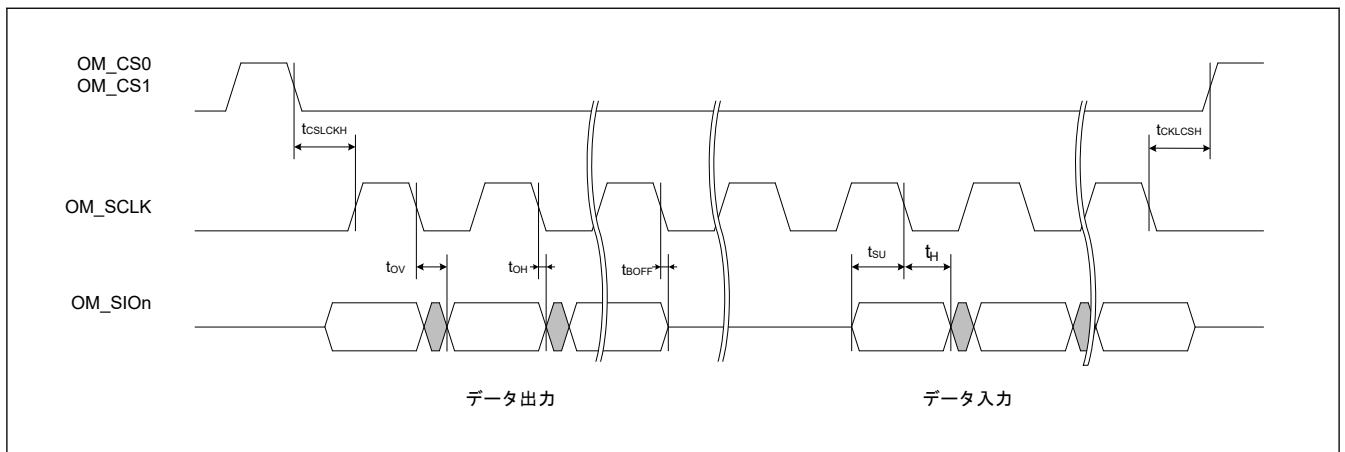 OM_CS0
OM_CS1
tCSLCKH
tCKLCSH
OM_SCLK
tOV
tOH
tBOFF
tSU
tH
OM_SIOn
データ出力
データ入力